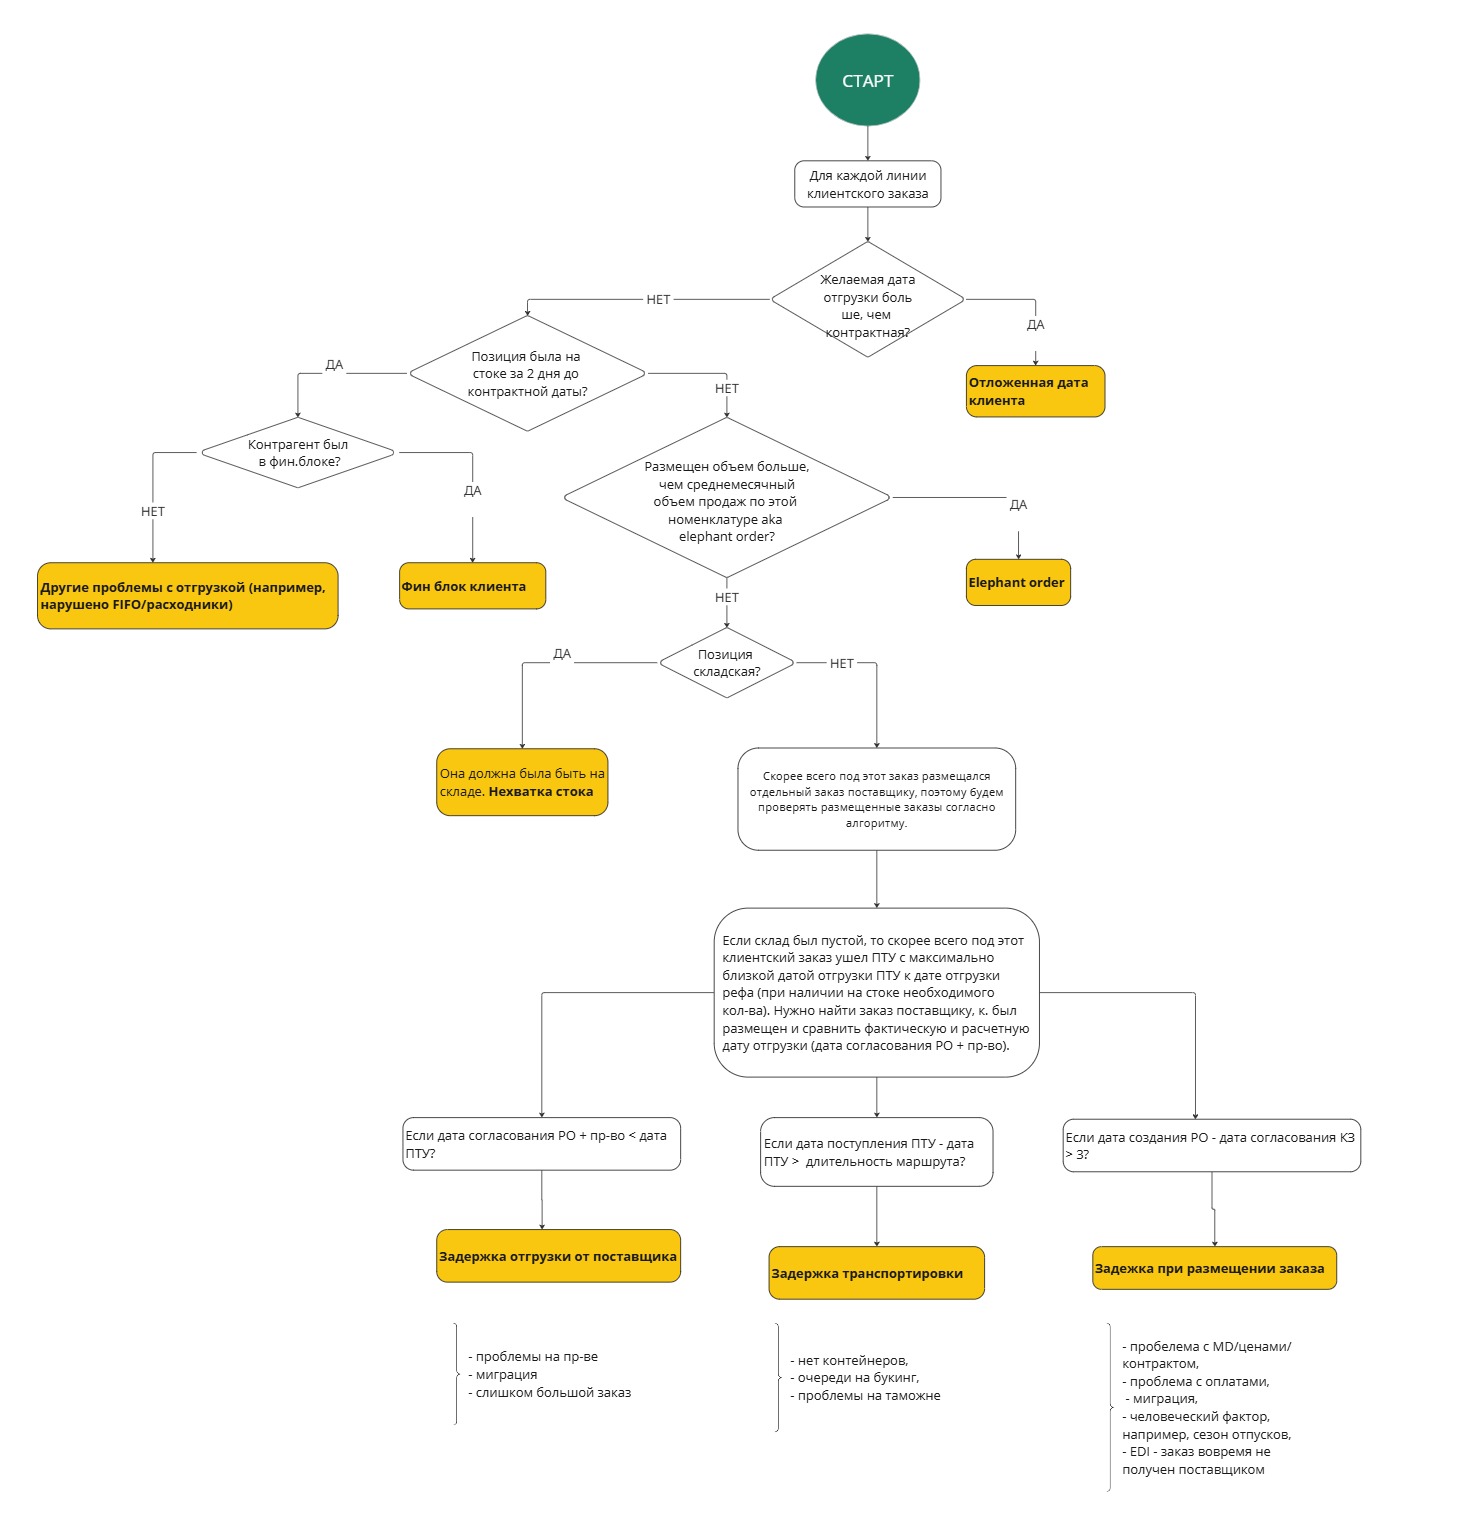 СТАРТ
Для каждой линии
клиентского заказа
Желаемая дата
отгрузки боль
ше, чем
контрактная?
НЕТ
ДА
Отложенная дата
клиента
Позиция была на
стоке за 2 дня до
контрактной даты?
ДА
НЕТ
Контрагент был
в фин.блоке?
НЕТ
ДА
Другие проблемы с отгрузкой (например,
нарушено FIFO/расходники)
Фин блок клиента
Размещен объем больше,
чем среднемесячный
объем продаж по этой
номенклатуре aka
elephant order?
ДА
Elephant order
НЕТ
Позиция
складская?
ДА
НЕТ
Она должна была быть на
складе. Нехватка стока
Скорее всего под этот заказ размещался
отдельный заказ поставщику, поэтому будем
проверять размещенные заказы согласно
алгоритму.
Если склад был пустой, то скорее всего под этот
клиентский заказ ушел ПТУ с максимально
близкой датой отгрузки ПТУ к дате отгрузки
рефа (при наличии на стоке необходимого
кол-ва). Нужно найти заказ поставщику, к. был
размещен и сравнить фактическую и расчетную
дату отгрузки (дата согласования РО + пр-во).
Если дата согласования РО + пр-во < дата
ПТУ?
Если дата поступления ПТУ - дата
ПТУ > длительность маршрута?
Если дата создания РО - дата согласования КЗ
> 3?
Задержка отгрузки от поставщика
Задержка транспортировки
Задежка при размещении заказа
- проблемы на пр-ве
- миграция
- слишком большой заказ
- нет контейнеров,
- очереди на букинг,
- проблемы на таможне
- пробелема с MD/ценами/
контрактом,
- проблема с оплатами,
- миграция,
- человеческий фактор,
например, сезон отпусков,
- EDI - заказ вовремя не
получен поставщиком